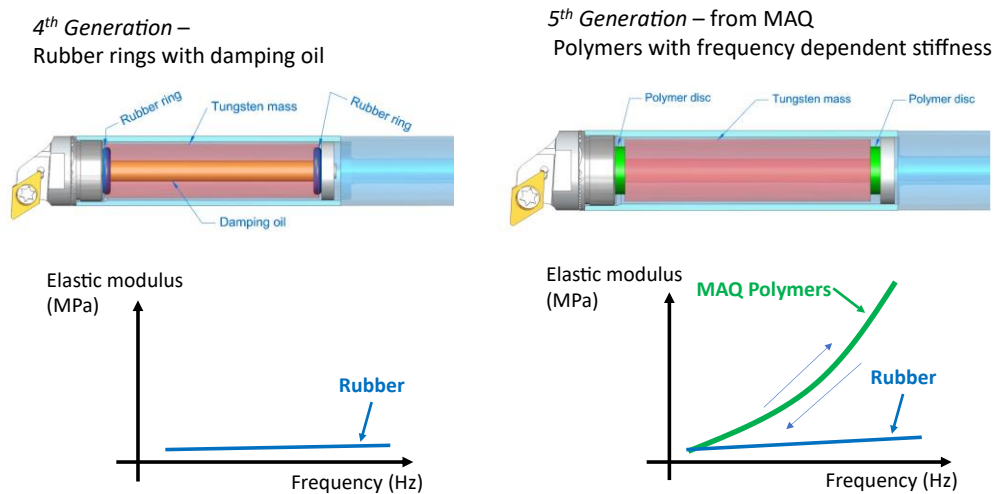 4th Generation –
Rubber rings with damping oil
Rubber ring
Tungsten mass
Rubber ring
Damping oil
Elastic modulus
(MPa)
Rubber
Frequency (Hz)
5th Generation – from MAQ
Polymers with frequency dependent stiffness
Polymer disc
Tungsten mass
Polymer disc
Elastic modulus
(MPa)
MAQ Polymers
Rubber
Frequency (Hz)